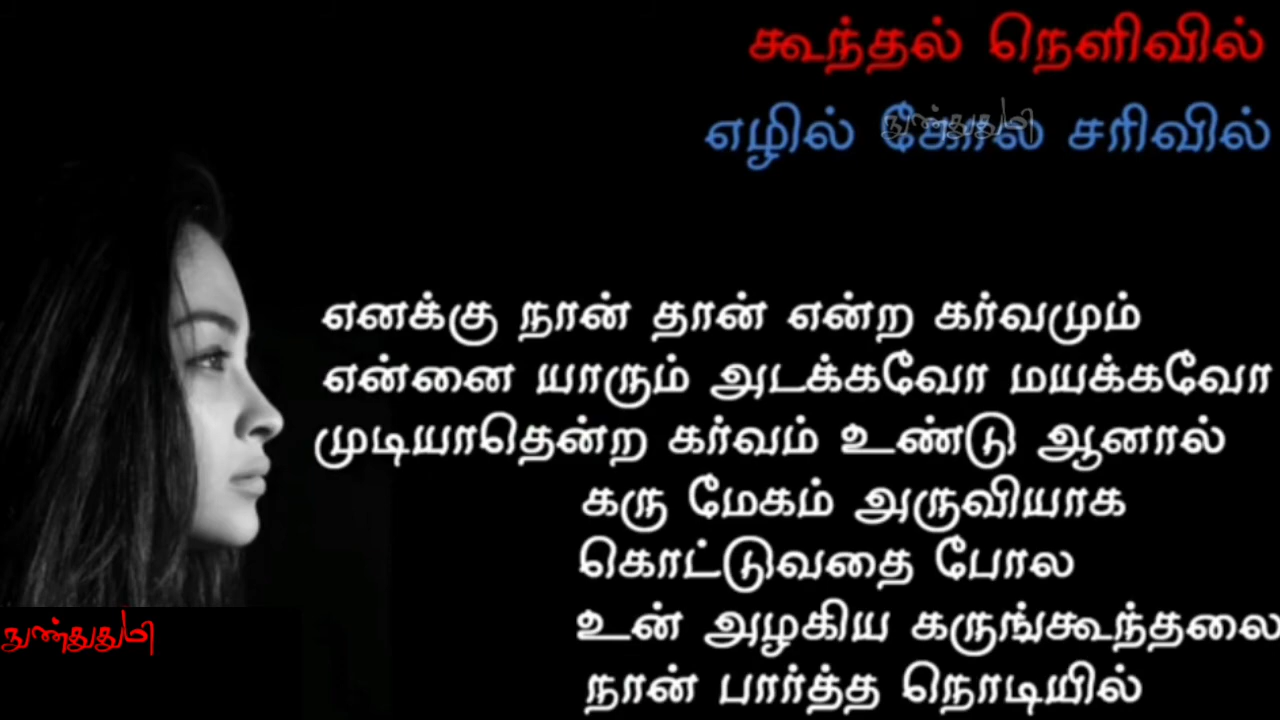 கூந்தல் நெளிவில்
எழில் கோல சரிவில்
எனக்கு நான் தான் என்ற கர்வமும்
என்னை யாரும் அடக்கவோ மயக்கவோ
முடியாதென்ற கர்வம் உண்டு ஆனால்
கரு மேகம் அருவியாக
கொட்டுவதை போல
உன் அழகிய கருங்கூந்தலை
நான் பார்த்த நொடியில்